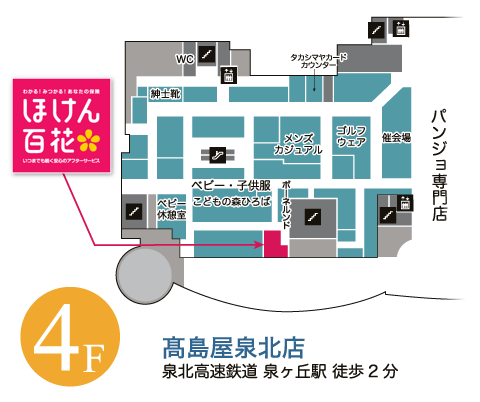 タカシマヤカード
カウンター
WC
紳士靴
わかる!みつかる!あなたの保険
ほけん
百花
いつまでも続く安心のアフターサービス
メンズ
カジュアル
ゴルフ
ウェア
催会場
パンジョ専門店
ベビー・子供服
こどもの森ひろば
ボーネルンド
ベビー
休憩室
4F
髙島屋泉北店
泉北高速鉄道 泉ヶ丘駅 徒歩2分